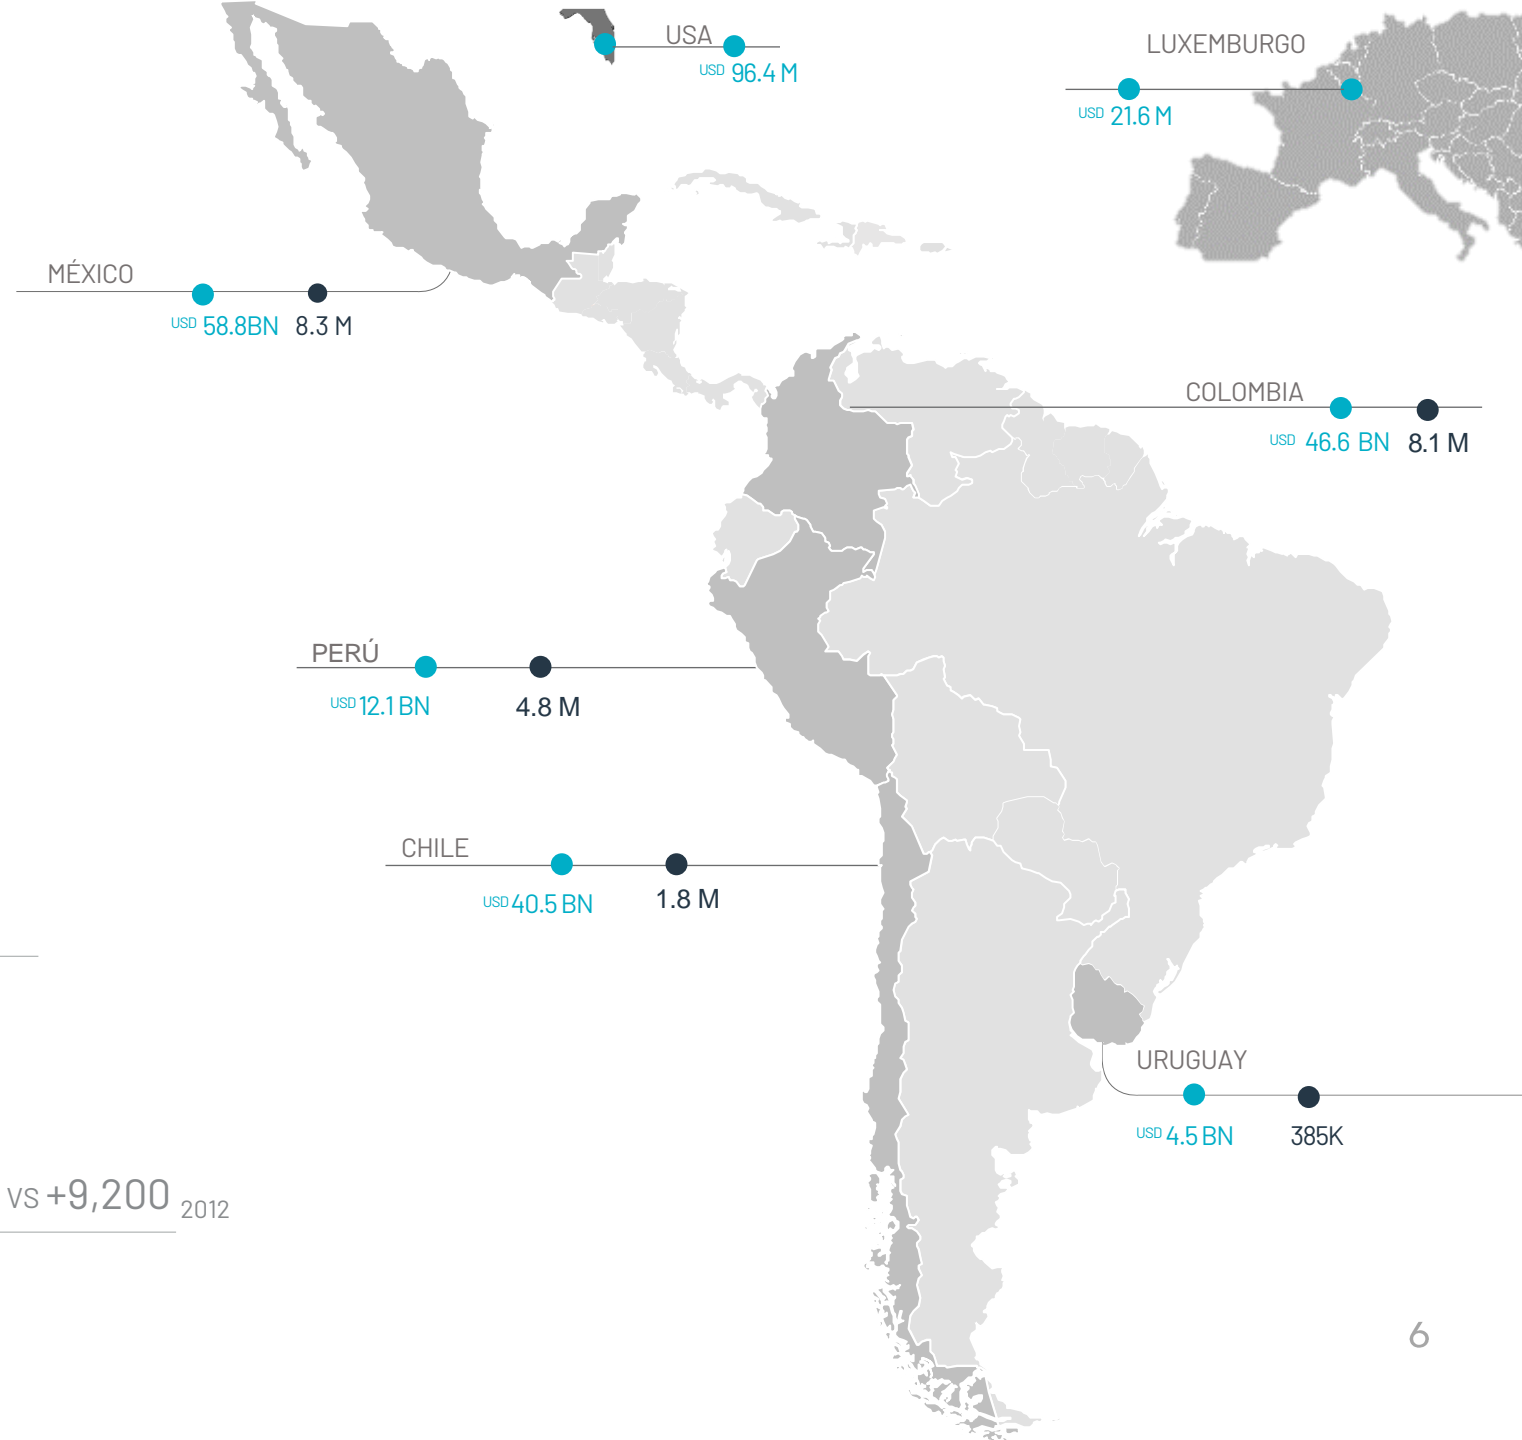 USA
USD 96.4 M
LUXEMBURGO
USD 21.6 M
MÉXICO
USD 58.8BN 8.3 M
COLOMBIA
USD 46.6 BN 8.1 M
PERÚ
USD 12.1 BN 4.8 M
CHILE
USD 40.5 BN 1.8 M
URUGUAY
USD 4.5 BN 385K
VS +9,200 2012
6